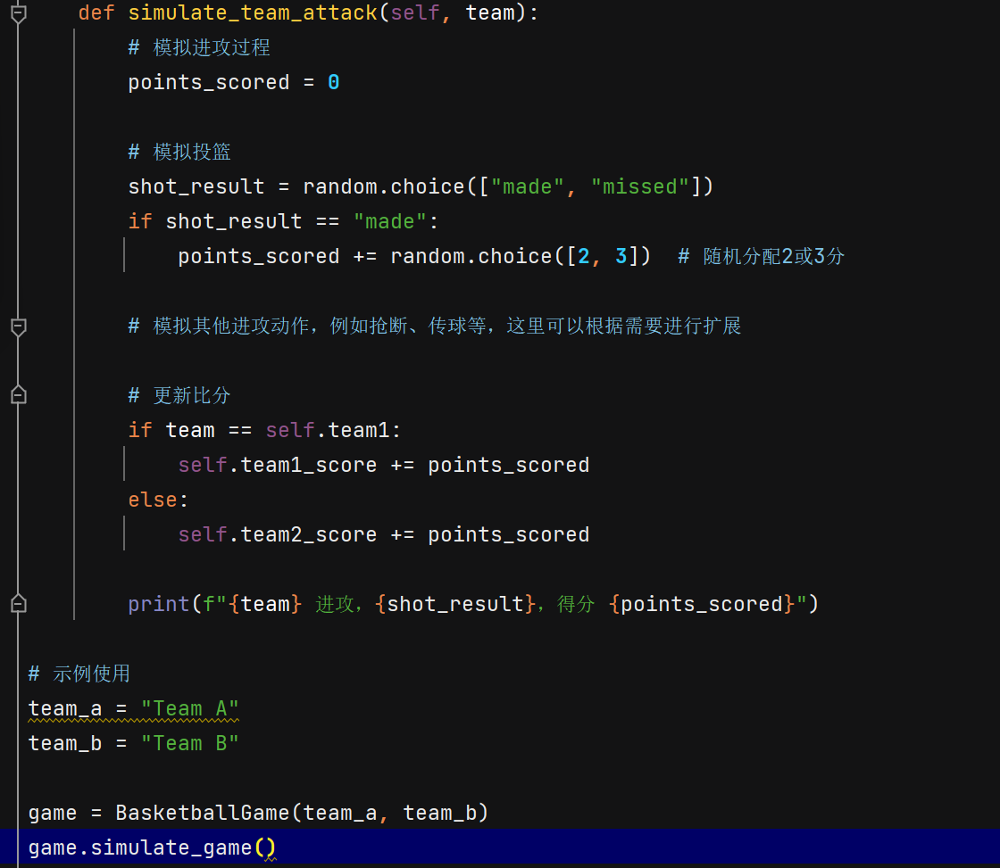 def simulate_team_attack(self, team):
# 模拟进攻过程
points_scored = 0
# 模拟投篮
shot_result = random.choice(["made", "missed"])
if shot_result == "made":
points_scored += random.choice([2, 3])  # 随机分配2或3分
# 模拟其他进攻动作，例如抢断、传球等，这里可以根据需要进行扩展
# 更新比分
if team == self.team1:
self.team1_score += points_scored
else:
self.team2_score += points_scored
print(f"{team} 进攻，{shot_result}，得分 {points_scored}")
# 示例使用
team_a = "Team A"
team_b = "Team B"
game = BasketballGame(team_a, team_b)
game.simulate_game()